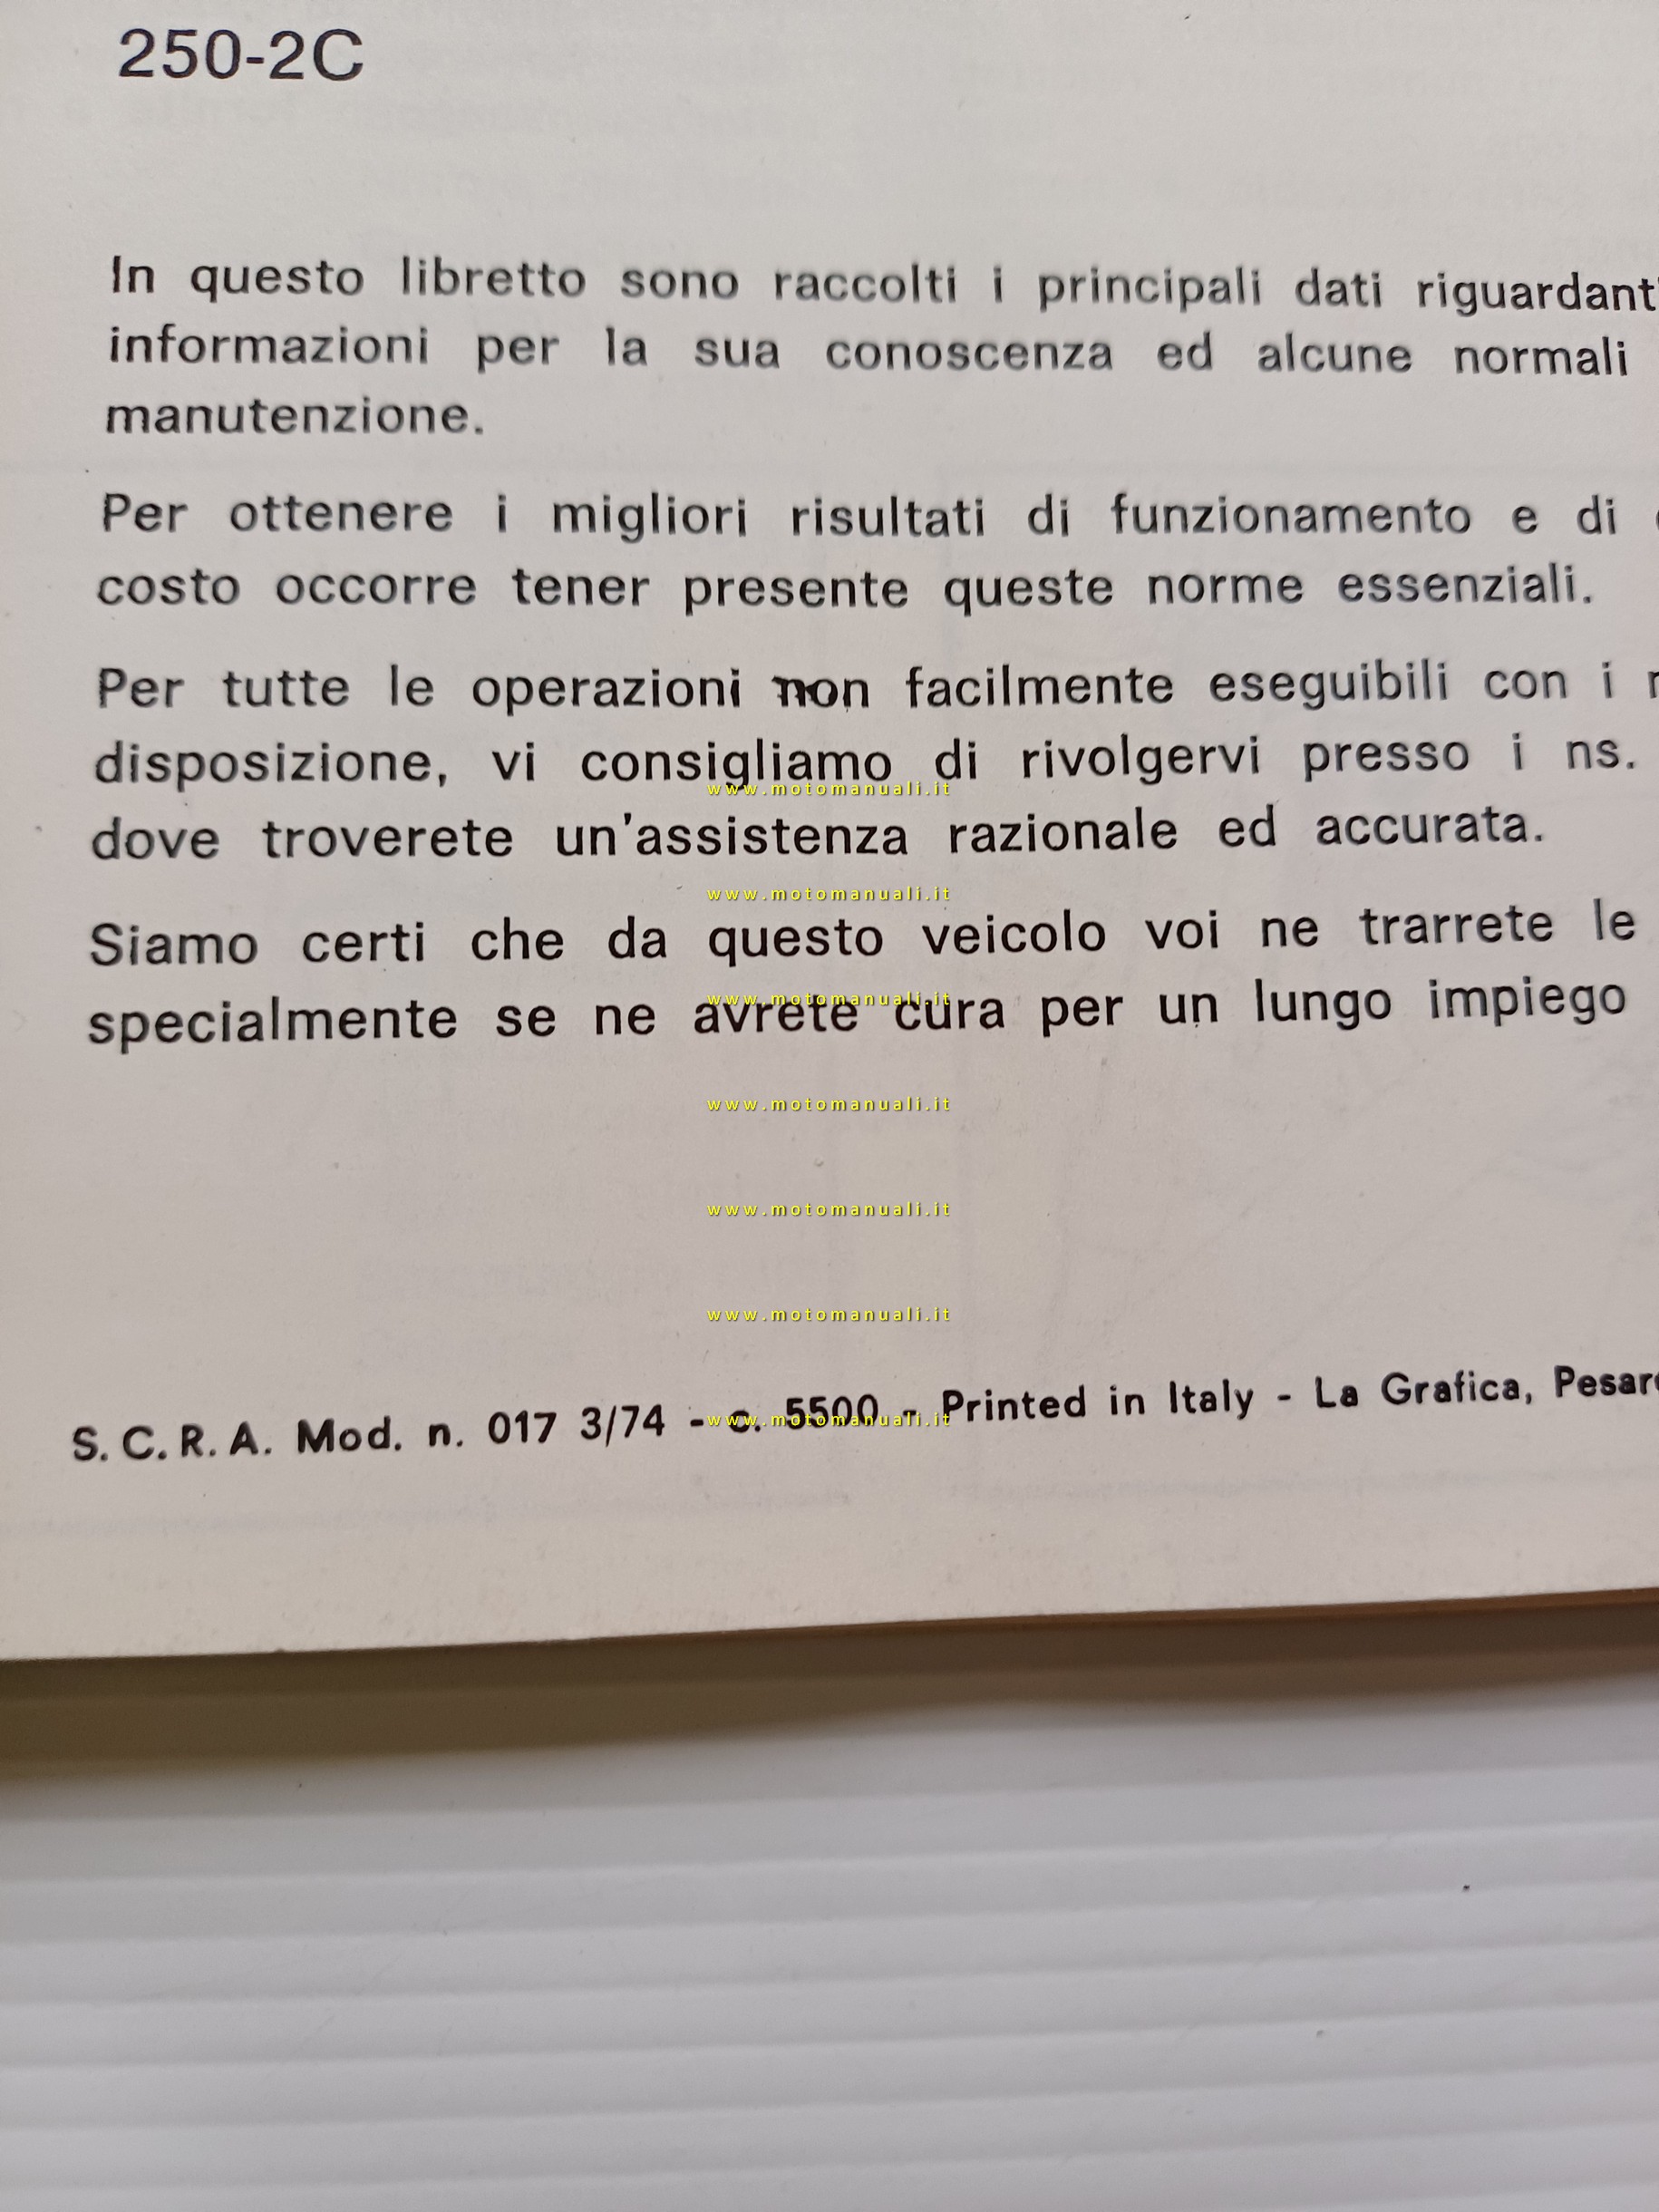 250-2C
In questo libretto sono raccolti i principali dati riguardanti
informazioni per la sua conoscenza ed alcune normali
manutenzione.
Per ottenere i migliori risultati di funzionamento e di
costo occorre tener presente queste norme essenziali.
Per tutte le operazioni non facilmente eseguibili con i
disposizione, vi consigliamo di rivolgervi presso i ns.
www.motomanuali.it
dove troverete un'assistenza razionale ed accurata.
www.motomanuali.it
Siamo certi che da questo veicolo voi ne trarrete le
www.motomanuali.it
specialmente se ne avrete cura per un lungo impiego
www.motomanuali.it
www.motomanuali.it
www.motomanuali.it
S.C.R.A. Mod. n. 017 3/74 - c. 5500 - Printed in Italy - La Grafica, Pesaro
www.motomanuali.it